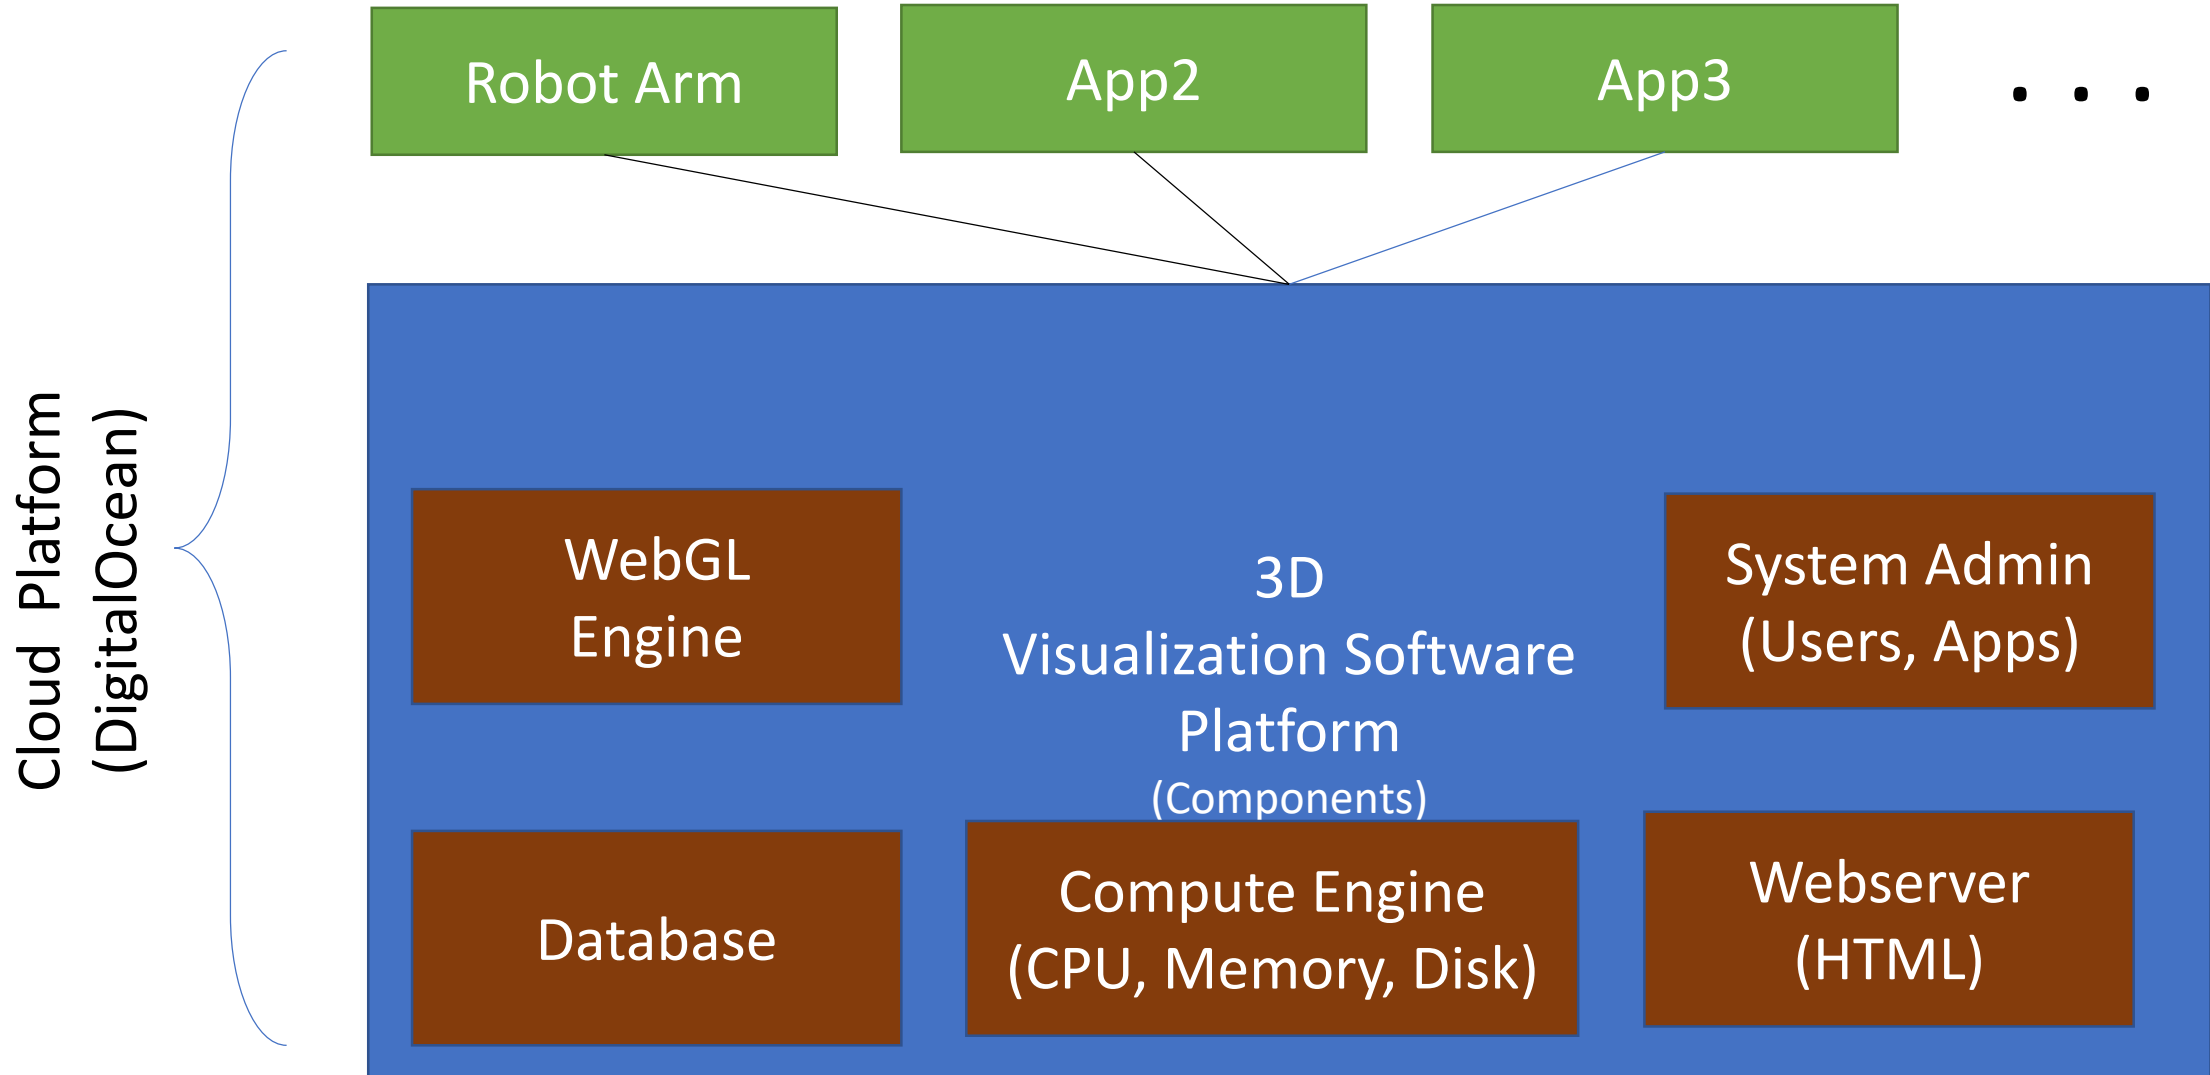 Robot Arm
App2
App3
. . .
Cloud Platform
(DigitalOcean)
WebGL
Engine
3D
Visualization Software
Platform
(Components)
System Admin
(Users, Apps)
Database
Compute Engine
(CPU, Memory, Disk)
Webserver
(HTML)